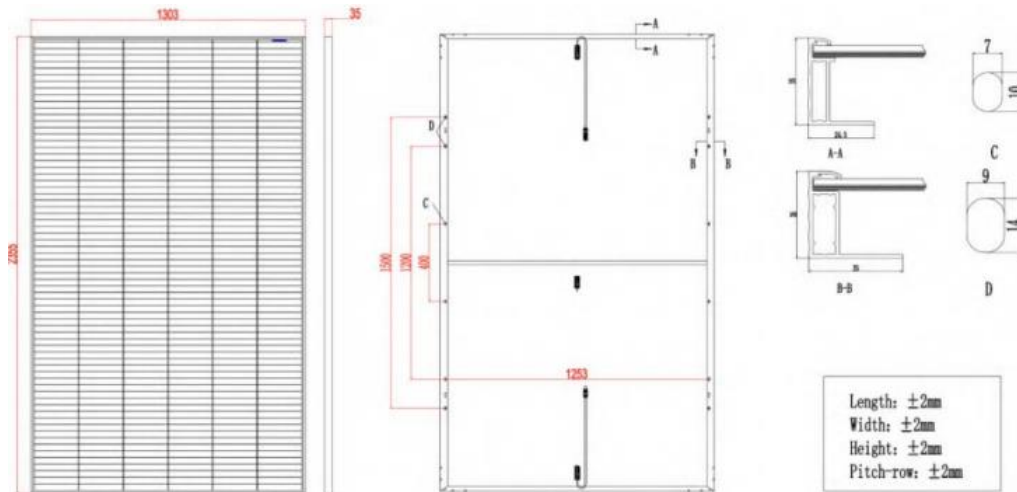 1303
35
2355
A
A
D
B
B
C
1500
1200
400
1253
A-A
7
10
C
B-B
9
14
D
Length: ±2mm
Width: ±2mm
Height: ±2mm
Pitch-row: ±2mm